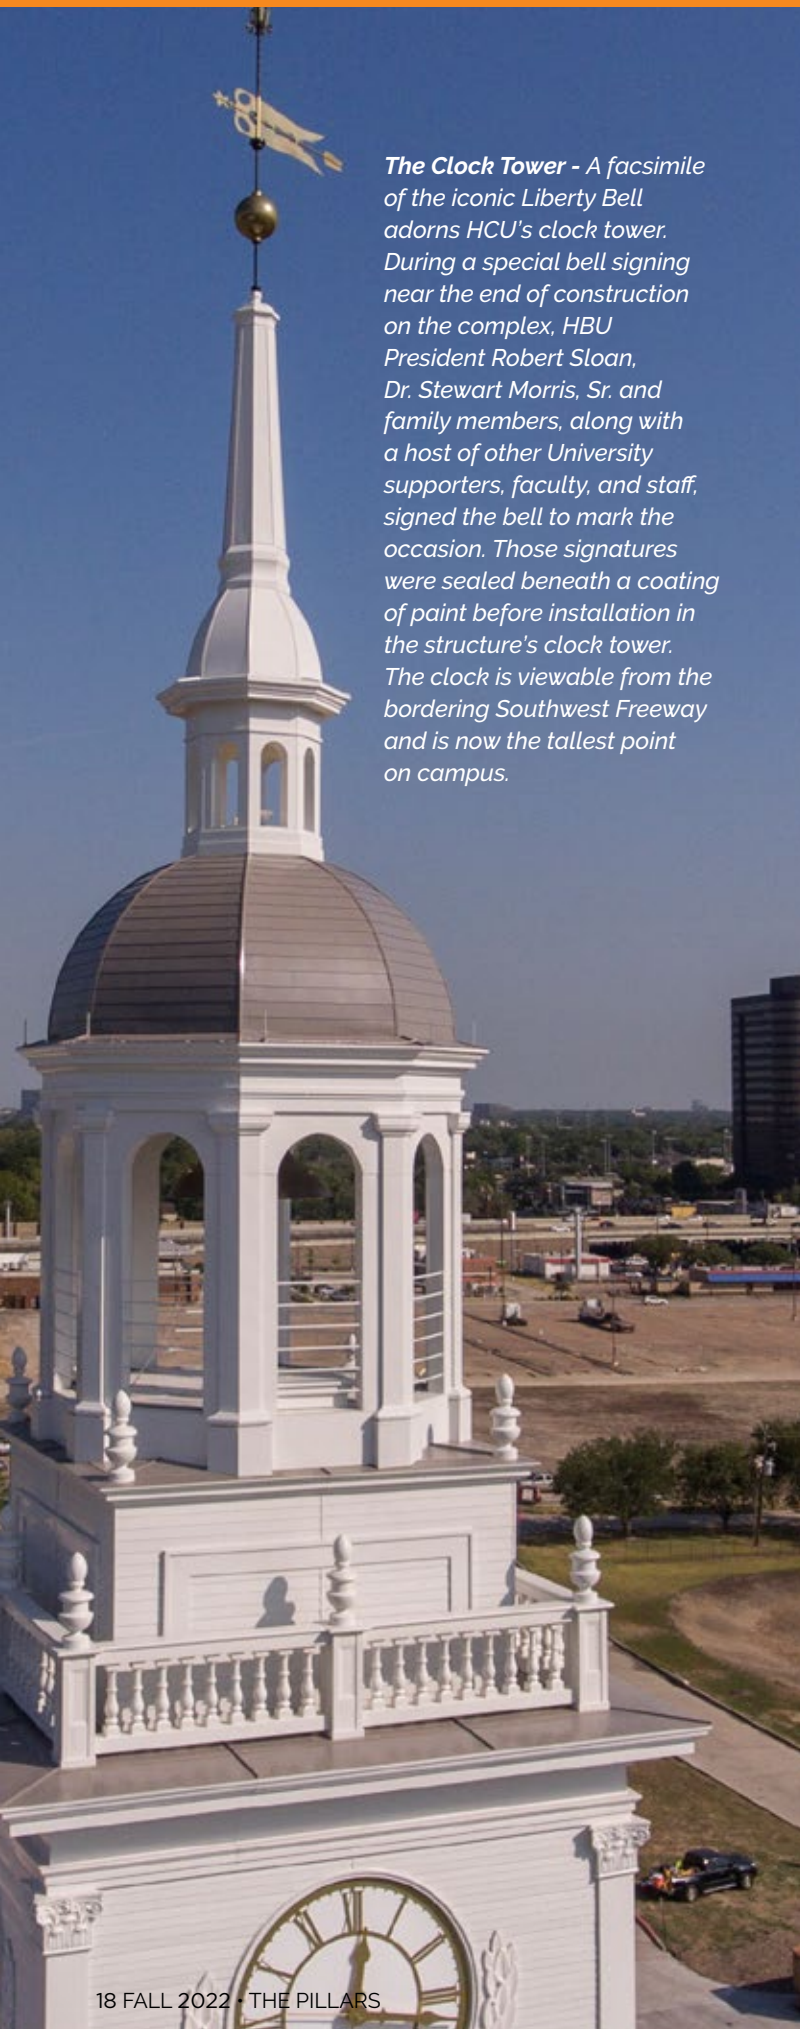 The Clock Tower - A facsimile
of the iconic Liberty Bell
adorns HCU's clock tower.
During a special bell signing
near the end of construction
on the complex, HBU
President Robert Sloan,
Dr. Stewart Morris, Sr. and
family members, along with
a host of other University
supporters, faculty, and staff,
signed the bell to mark the
occasion. Those signatures
were sealed beneath a coating
of paint before installation in
the structure's clock tower.
The clock is viewable from the
bordering Southwest Freeway
and is now the tallest point
on campus.
18 FALL 2022 • THE PILLARS